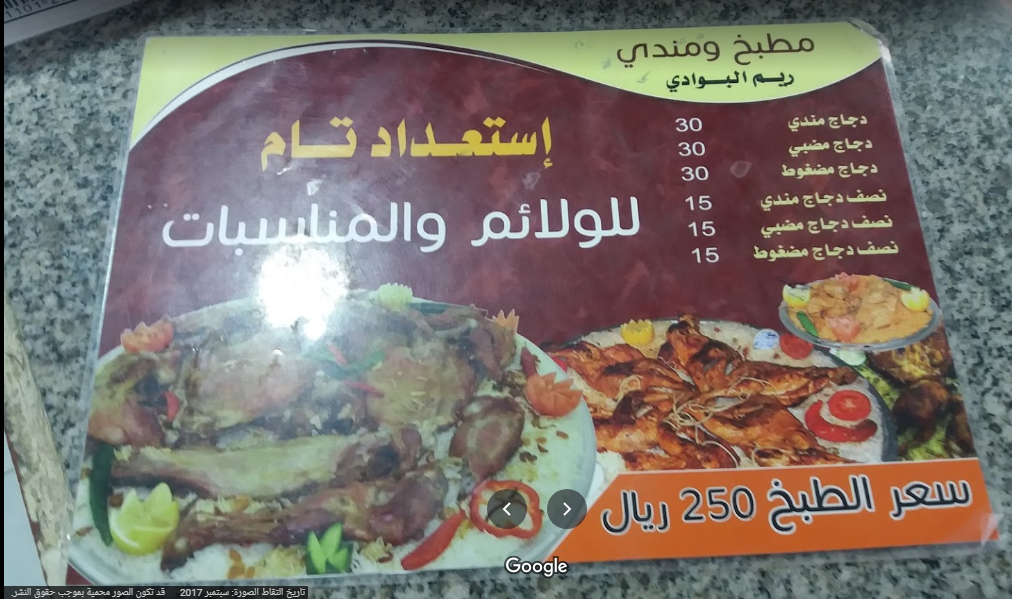 مطبخ ومندي
ريم البوادي
إستعداد تام
للولائم والمناسبات
دجاج مندي 30
دجاج مضبي 30
دجاج مضغوط 30
نصف دجاج مندي 15
نصف دجاج مضبي 15
نصف دجاج مضغوط 15
سعر الطبخ 250 ريال
Google
تاريخ التقاط الصورة: سبتمبر 2017 قد تكون الصور محمية بموجب حقوق النشر.